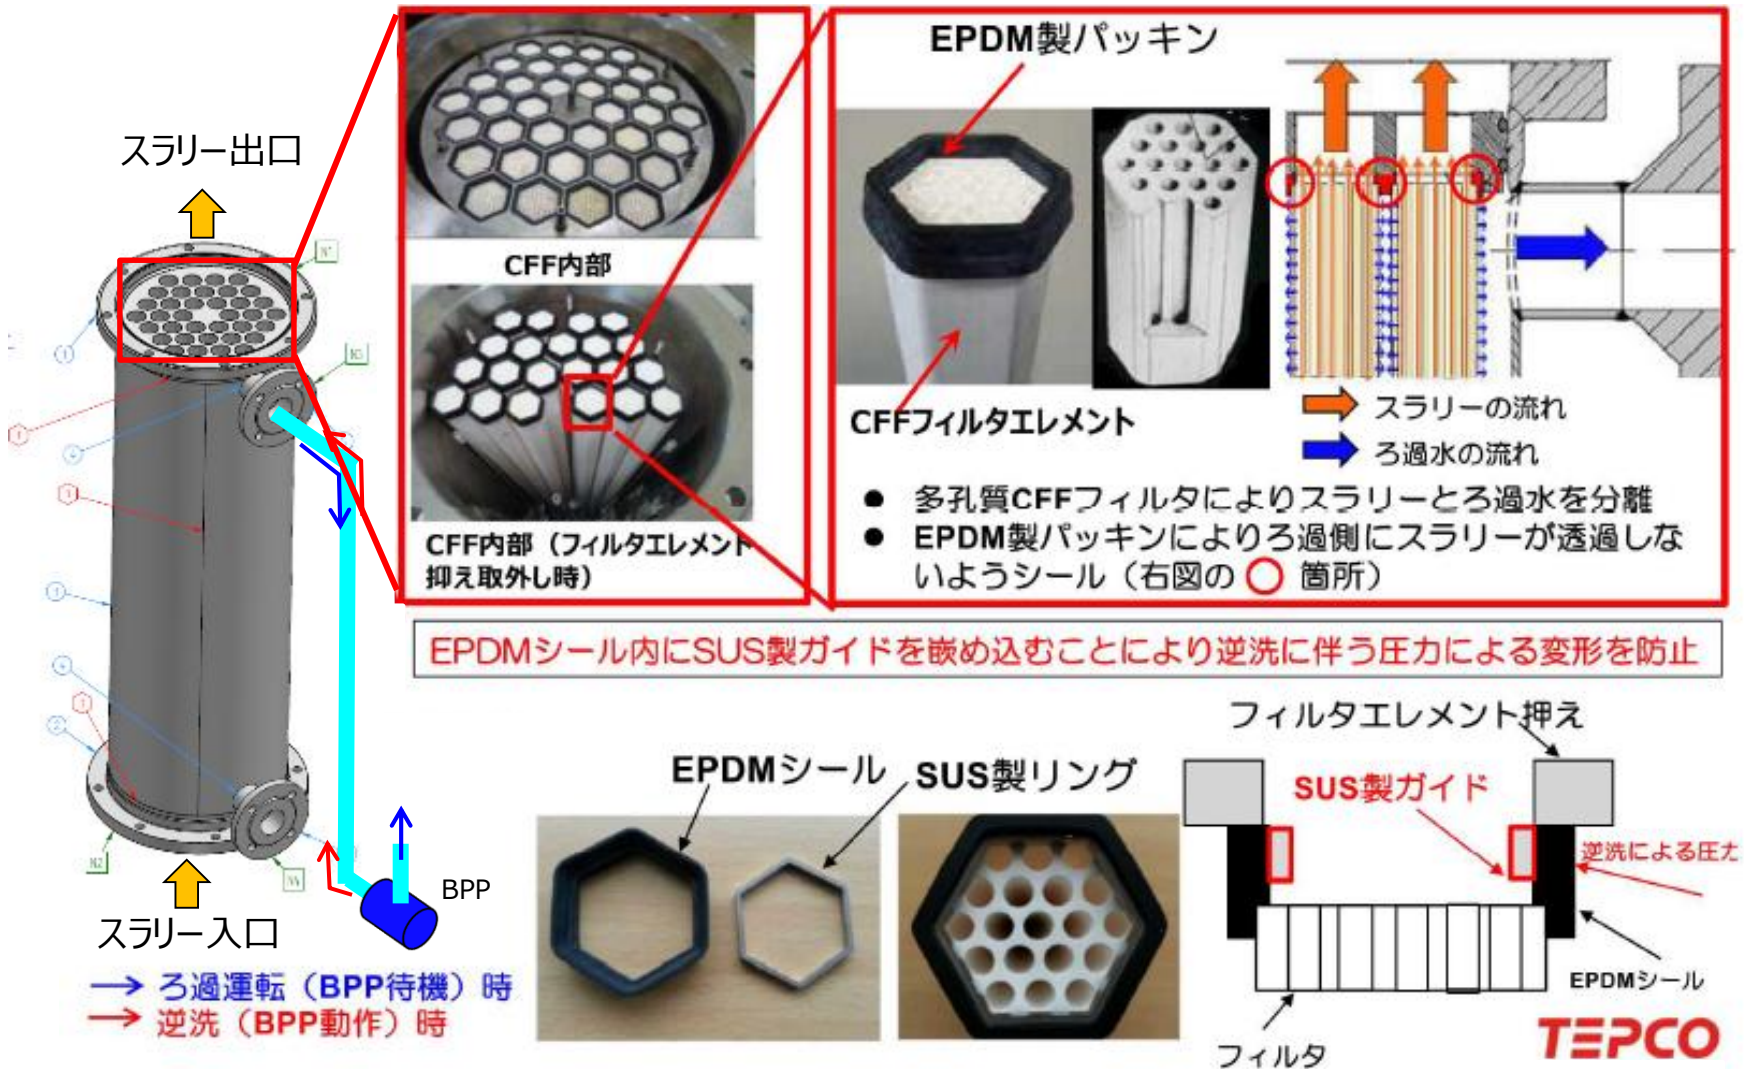 スラリー出口
N1
N3
1
1
4
3
3
4
3
2
N2
N4
スラリー入口
BPP
ろ過運転（BPP待機）時
逆洗（BPP動作）時
CFF内部
CFF内部（フィルタエレメント
抑え取外し時）
EPDM製パッキン
CFFフィルタエレメント
スラリーの流れ
ろ過水の流れ
● 多孔質CFFフィルタによりスラリーとろ過水を分離
● EPDM製パッキンによりろ過側にスラリーが透過しな
いようシール（右図の ○ 箇所）
EPDMシール内にSUS製ガイドを嵌め込むことにより逆洗に伴う圧力による変形を防止
EPDMシール
SUS製リング
フィルタエレメント押え
SUS製ガイド
逆洗による圧力
EPDMシール
フィルタ
TEPCO